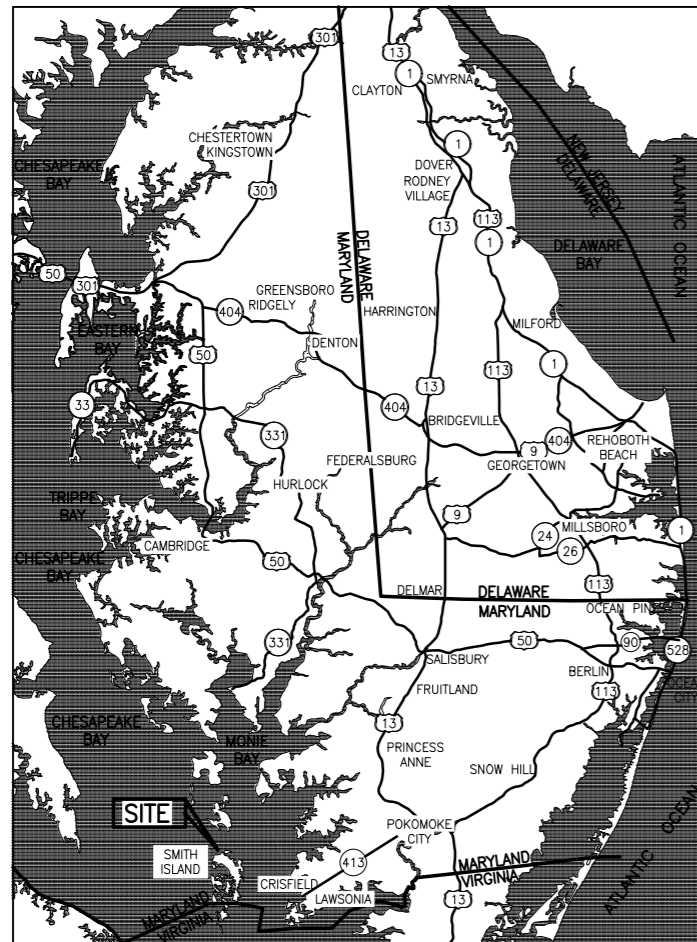 301
13
1
SMYRNA
CLAYTON
CHESTERTOWN
KINGSTOWN
CHESAPEAKE
BAY
1
DOVER
RODNEY
VILLAGE
NEW JERSEY
DELAWARE
ATLANTIC OCEAN
301
113
13
1
DELAWARE
MARYLAND
DELAWARE
BAY
50
301
GREENSBORO
RIDGELY
404
HARRINGTON
EASTERN
BAY
50
DENTON
MILFORD
1
113
13
33
404
BRIDGEVILLE
331
9
404
REHOBOTH
BEACH
FEDERALSBURG
GEORGETOWN
HURLOCK
TRIPPE
BAY
9
24
MILLSBORO
26
1
CAMBRIDGE
CHESAPEAKE
BAY
50
113
DELMAR
DELAWARE
MARYLAND
OCEAN PIN
331
50
90
528
SALISBURY
BERLIN
FRUITLAND
113
OCEAN
CIT
CHESAPEAKE
BAY
MONIE
BAY
13
PRINCESS
ANNE
SNOW HILL
SITE
SMITH
ISLAND
POKOMOKE
CITY
413
MARYLAND
VIRGINIA
CRISFIELD
LAWSONIA
13
MARYLAND
VIRGINIA
ATLANTIC OCEAN